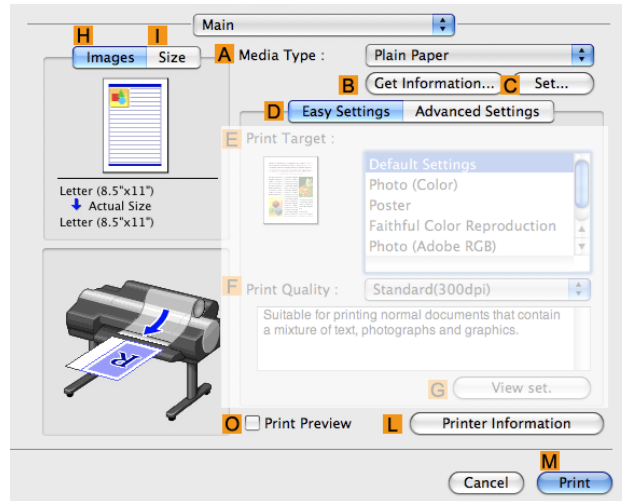 Main
H I
Images Size
A Media Type : Plain Paper
B Get Information... C Set...
D Easy Settings Advanced Settings
E Print Target :
Default Settings
Photo (Color)
Poster
Faithful Color Reproduction
Photo (Adobe RGB)
Letter (8.5"x11")
Actual Size
Letter (8.5"x11")
F Print Quality : Standard(300dpi)
Suitable for printing normal documents that contain
a mixture of text, photographs and graphics.
R
G View set.
O Print Preview L Printer Information
M
Cancel Print